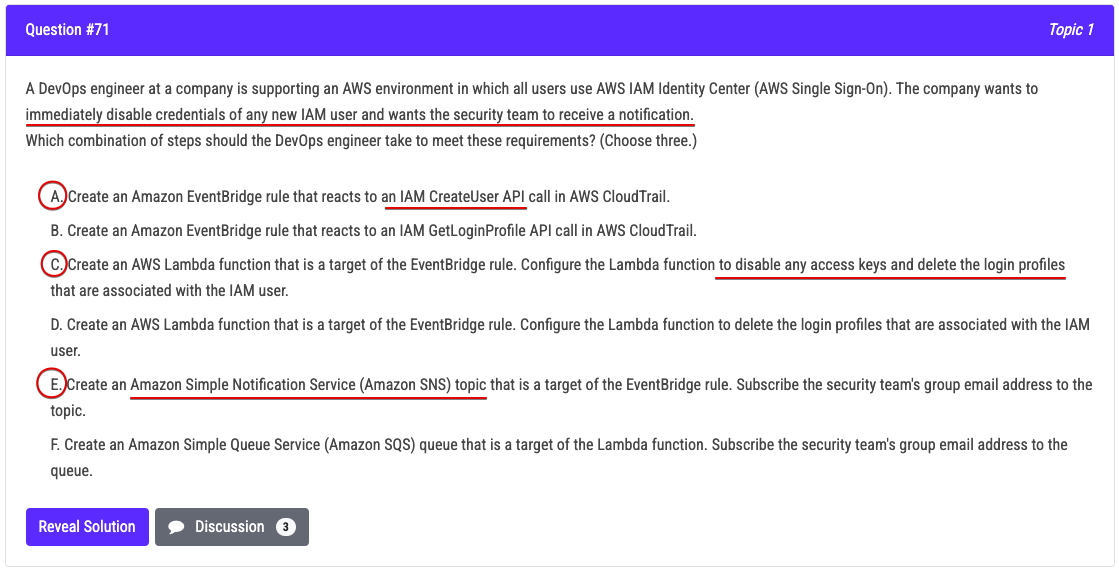 Question #71
Topic 1
A DevOps engineer at a company is supporting an AWS environment in which all users use AWS IAM Identity Center (AWS Single Sign-On). The company wants to
immediately disable credentials of any new IAM user and wants the security team to receive a notification.
Which combination of steps should the DevOps engineer take to meet these requirements? (Choose three.)
A. Create an Amazon EventBridge rule that reacts to an IAM CreateUser API call in AWS CloudTrail.
B. Create an Amazon EventBridge rule that reacts to an IAM GetLoginProfile API call in AWS CloudTrail.
C. Create an AWS Lambda function that is a target of the EventBridge rule. Configure the Lambda function to disable any access keys and delete the login profiles
that are associated with the IAM user.
D. Create an AWS Lambda function that is a target of the EventBridge rule. Configure the Lambda function to delete the login profiles that are associated with the IAM
user.
E. Create an Amazon Simple Notification Service (Amazon SNS) topic that is a target of the EventBridge rule. Subscribe the security team's group email address to the
topic.
F. Create an Amazon Simple Queue Service (Amazon SQS) queue that is a target of the Lambda function. Subscribe the security team's group email address to the
queue.
Reveal Solution
Discussion 3